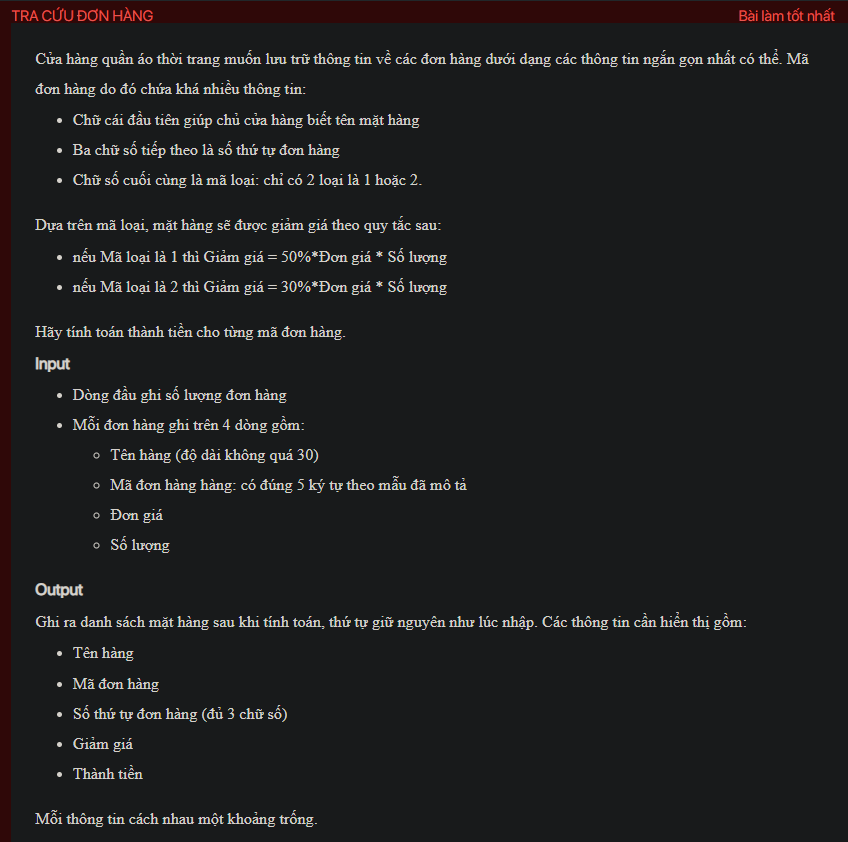 TRA CỨU ĐƠN HÀNG
Bài làm tốt nhất
Cửa hàng quần áo thời trang muốn lưu trữ thông tin về các đơn hàng dưới dạng các thông tin ngắn gọn nhất có thể. Mã
đơn hàng do đó chứa khá nhiều thông tin:
• Chữ cái đầu tiên giúp chủ cửa hàng biết tên mặt hàng
• Ba chữ số tiếp theo là số thứ tự đơn hàng
• Chữ số cuối cùng là mã loại: chỉ có 2 loại là 1 hoặc 2.
Dựa trên mã loại, mặt hàng sẽ được giảm giá theo quy tắc sau:
• nếu Mã loại là 1 thì Giảm giá = 50%*Đơn giá * Số lượng
• nếu Mã loại là 2 thì Giảm giá = 30%*Đơn giá * Số lượng
Hãy tính toán thành tiền cho từng mã đơn hàng.
Input
• Dòng đầu ghi số lượng đơn hàng
• Mỗi đơn hàng ghi trên 4 dòng gồm:
○ Tên hàng (độ dài không quá 30)
○ Mã đơn hàng hàng: có đúng 5 ký tự theo mẫu đã mô tả
○ Đơn giá
○ Số lượng
Output
Ghi ra danh sách mặt hàng sau khi tính toán, thứ tự giữ nguyên như lúc nhập. Các thông tin cần hiển thị gồm:
• Tên hàng
• Mã đơn hàng
• Số thứ tự đơn hàng (đủ 3 chữ số)
• Giảm giá
• Thành tiền
Mỗi thông tin cách nhau một khoảng trống.